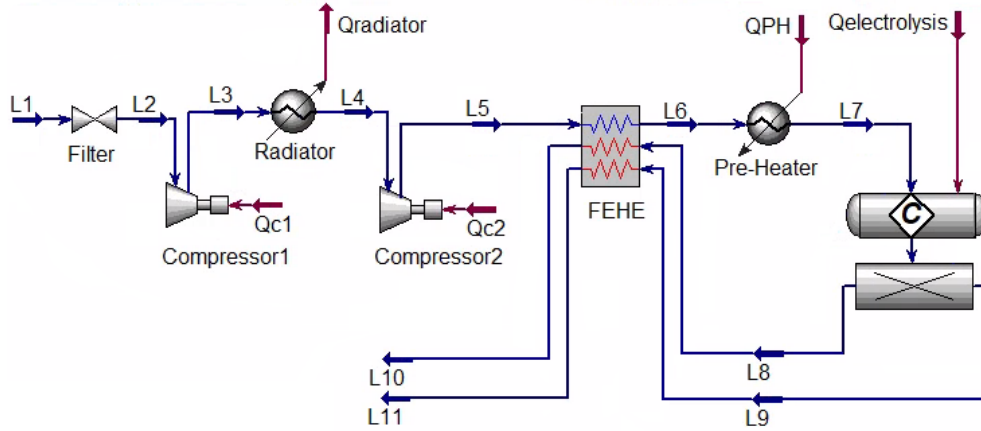 Qradiator
QPH
Qelectrolysis
L1
L2
L3
L4
L5
L6
L7
Filter
Radiator
Pre-Heater
FEHE
C
Qc1
Qc2
Compressor1
Compressor2
L10
L8
L11
L9